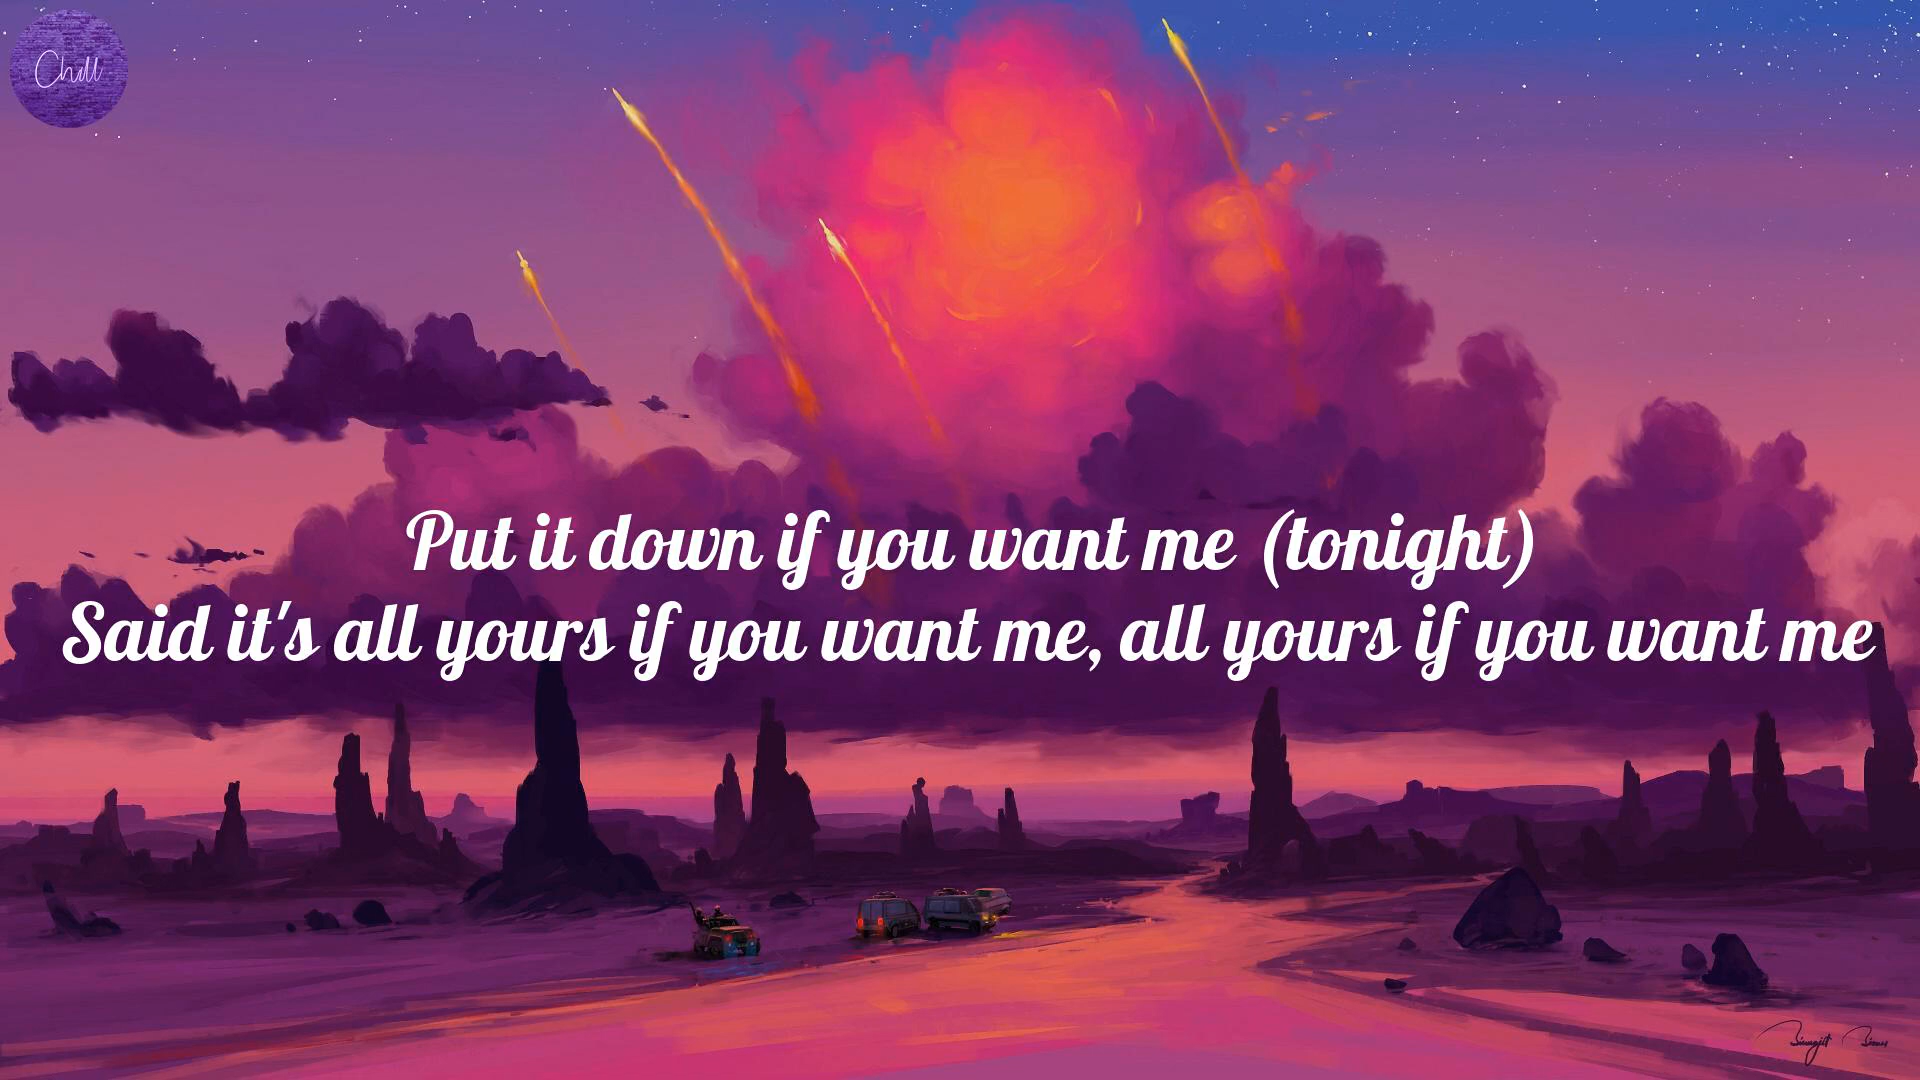 Chill
Put it down if you want me (tonight)
Said it's all yours if you want me, all yours if you want me